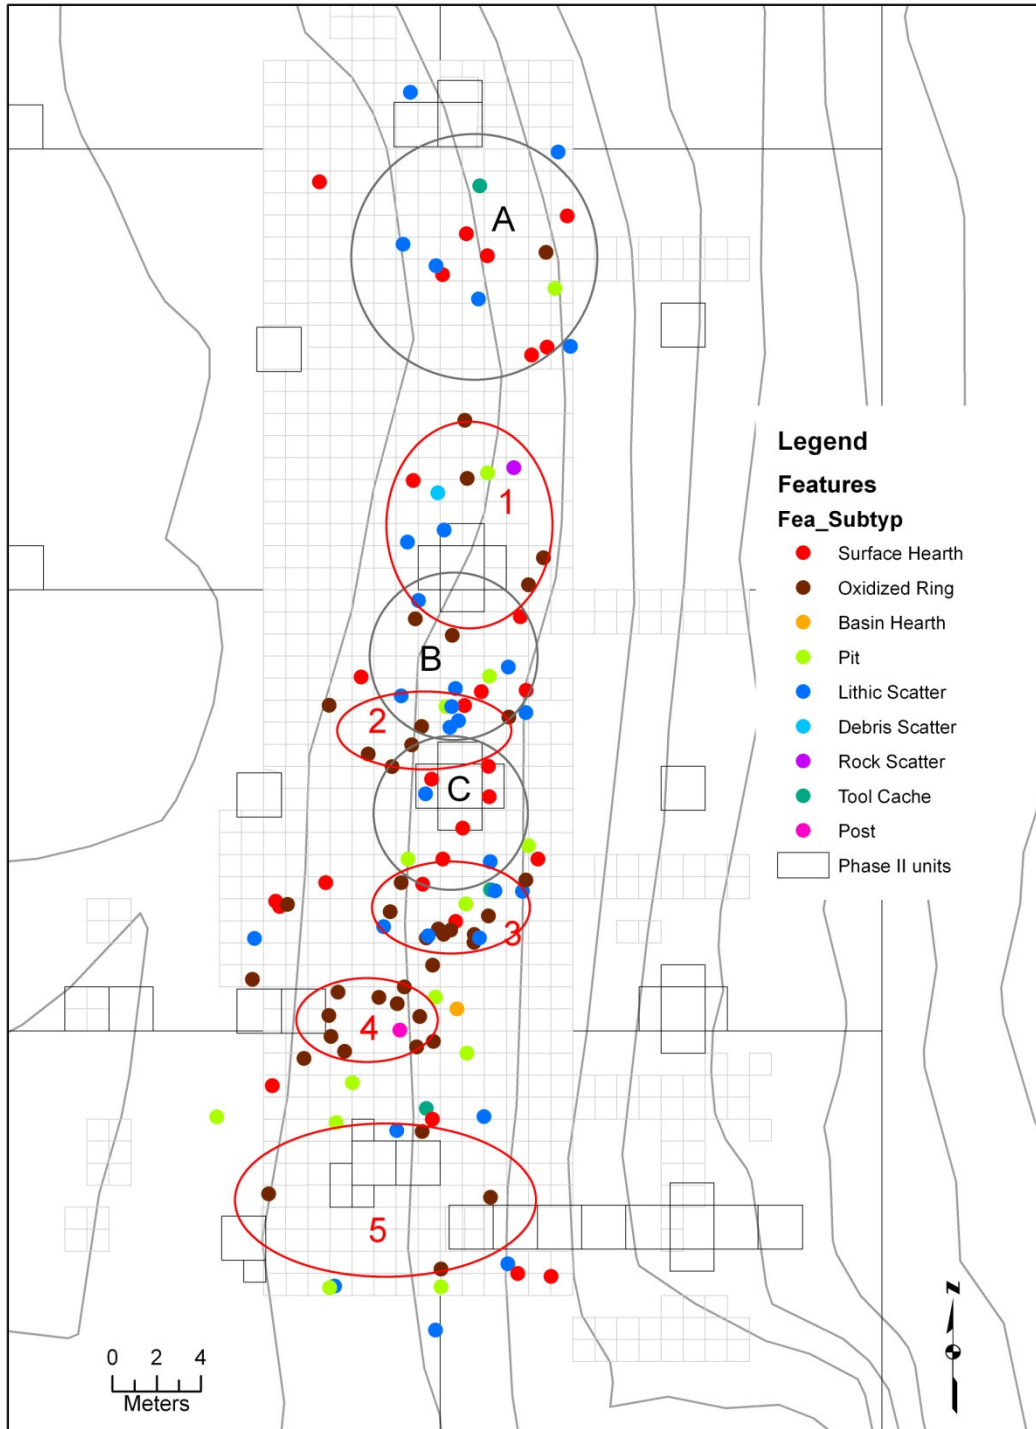 A
1
B
2
C
3
4
5
Legend
Features
Fea_Subtyp
Surface Hearth
Oxidized Ring
Basin Hearth
Pit
Lithic Scatter
Debris Scatter
Rock Scatter
Tool Cache
Post
Phase II units
0 2 4
Meters
N